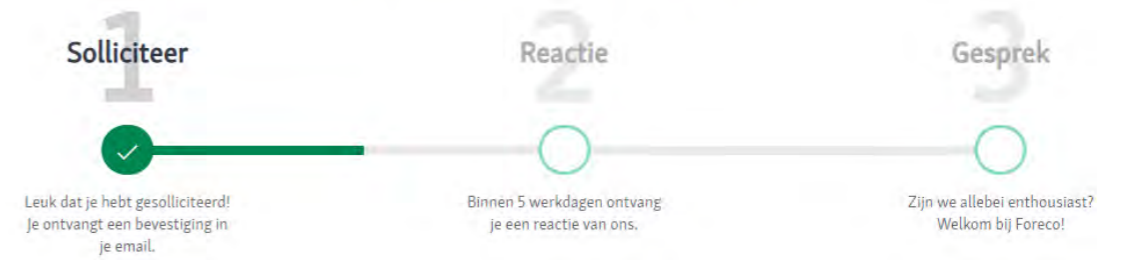 1
Solliciteer
Leuk dat je hebt gesolliciteerd!
Je ontvangt een bevestiging in
je email.
2
Reactie
Binnen 5 werkdagen ontvang
je een reactie van ons.
3
Gesprek
Zijn we allebei enthousiast?
Welkom bij Foreco!